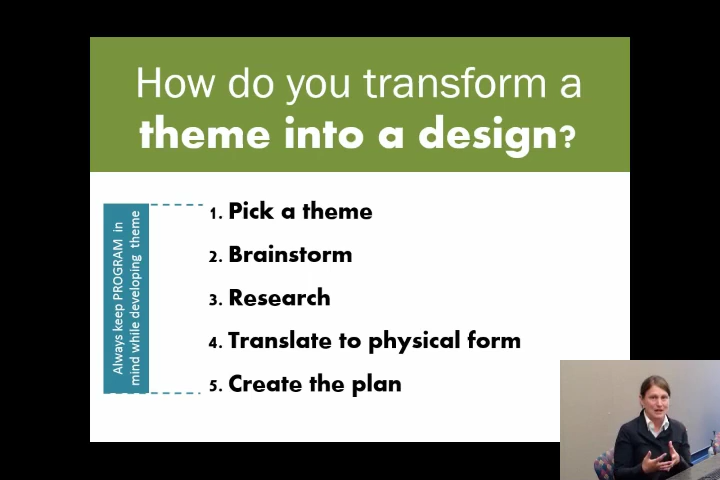 How do you transform a
theme into a design?
Always keep PROGRAM in
mind while developing theme
1. Pick a theme
2. Brainstorm
3. Research
4. Translate to physical form
5. Create the plan